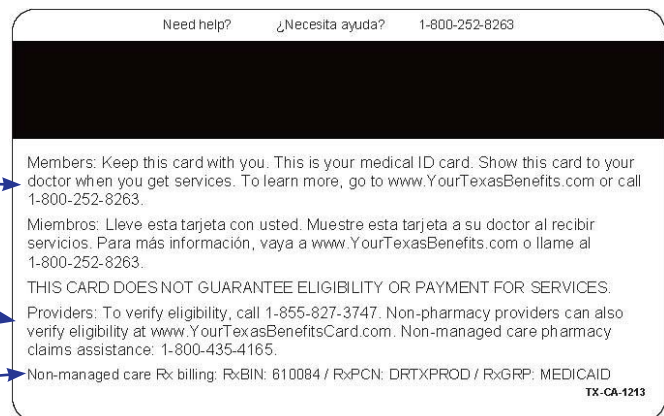 Need help? ¿Necesita ayuda? 1-800-252-8263
Members: Keep this card with you. This is your medical ID card. Show this card to your
doctor when you get services. To learn more, go to www.YourTexasBenefits.com or call
1-800-252-8263.
Miembros: Lleve esta tarjeta con usted. Muestre esta tarjeta a su doctor al recibir
servicios. Para más información, vaya a www.YourTexasBenefits.com o llame al
1-800-252-8263.
THIS CARD DOES NOT GUARANTEE ELIGIBILITY OR PAYMENT FOR SERVICES.
Providers: To verify eligibility, call 1-855-827-3747. Non-pharmacy providers can also
verify eligibility at www.YourTexasBenefitsCard.com. Non-managed care pharmacy
claims assistance: 1-800-435-4165.
Non-managed care Rx billing: RxBIN: 610084 / RxPCN: DRTXPROD / RxGRP: MEDICAID
TX-CA-1213